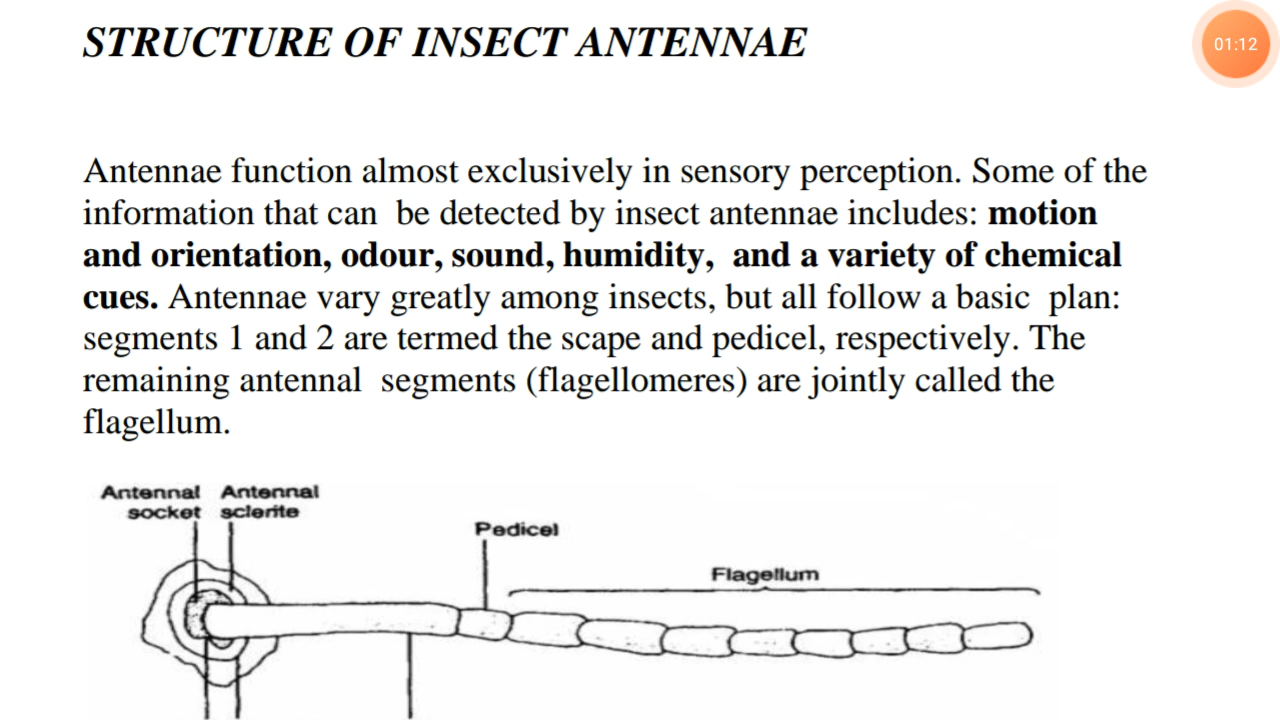 STRUCTURE OF INSECT ANTENNAE
01:12
Antennae function almost exclusively in sensory perception. Some of the
information that can be detected by insect antennae includes: motion
and orientation, odour, sound, humidity, and a variety of chemical
cues. Antennae vary greatly among insects, but all follow a basic plan:
segments 1 and 2 are termed the scape and pedicel, respectively. The
remaining antennal segments (flagellomeres) are jointly called the
flagellum.
Antennal socket
Antennal sclerite
Pedicel
Flagellum